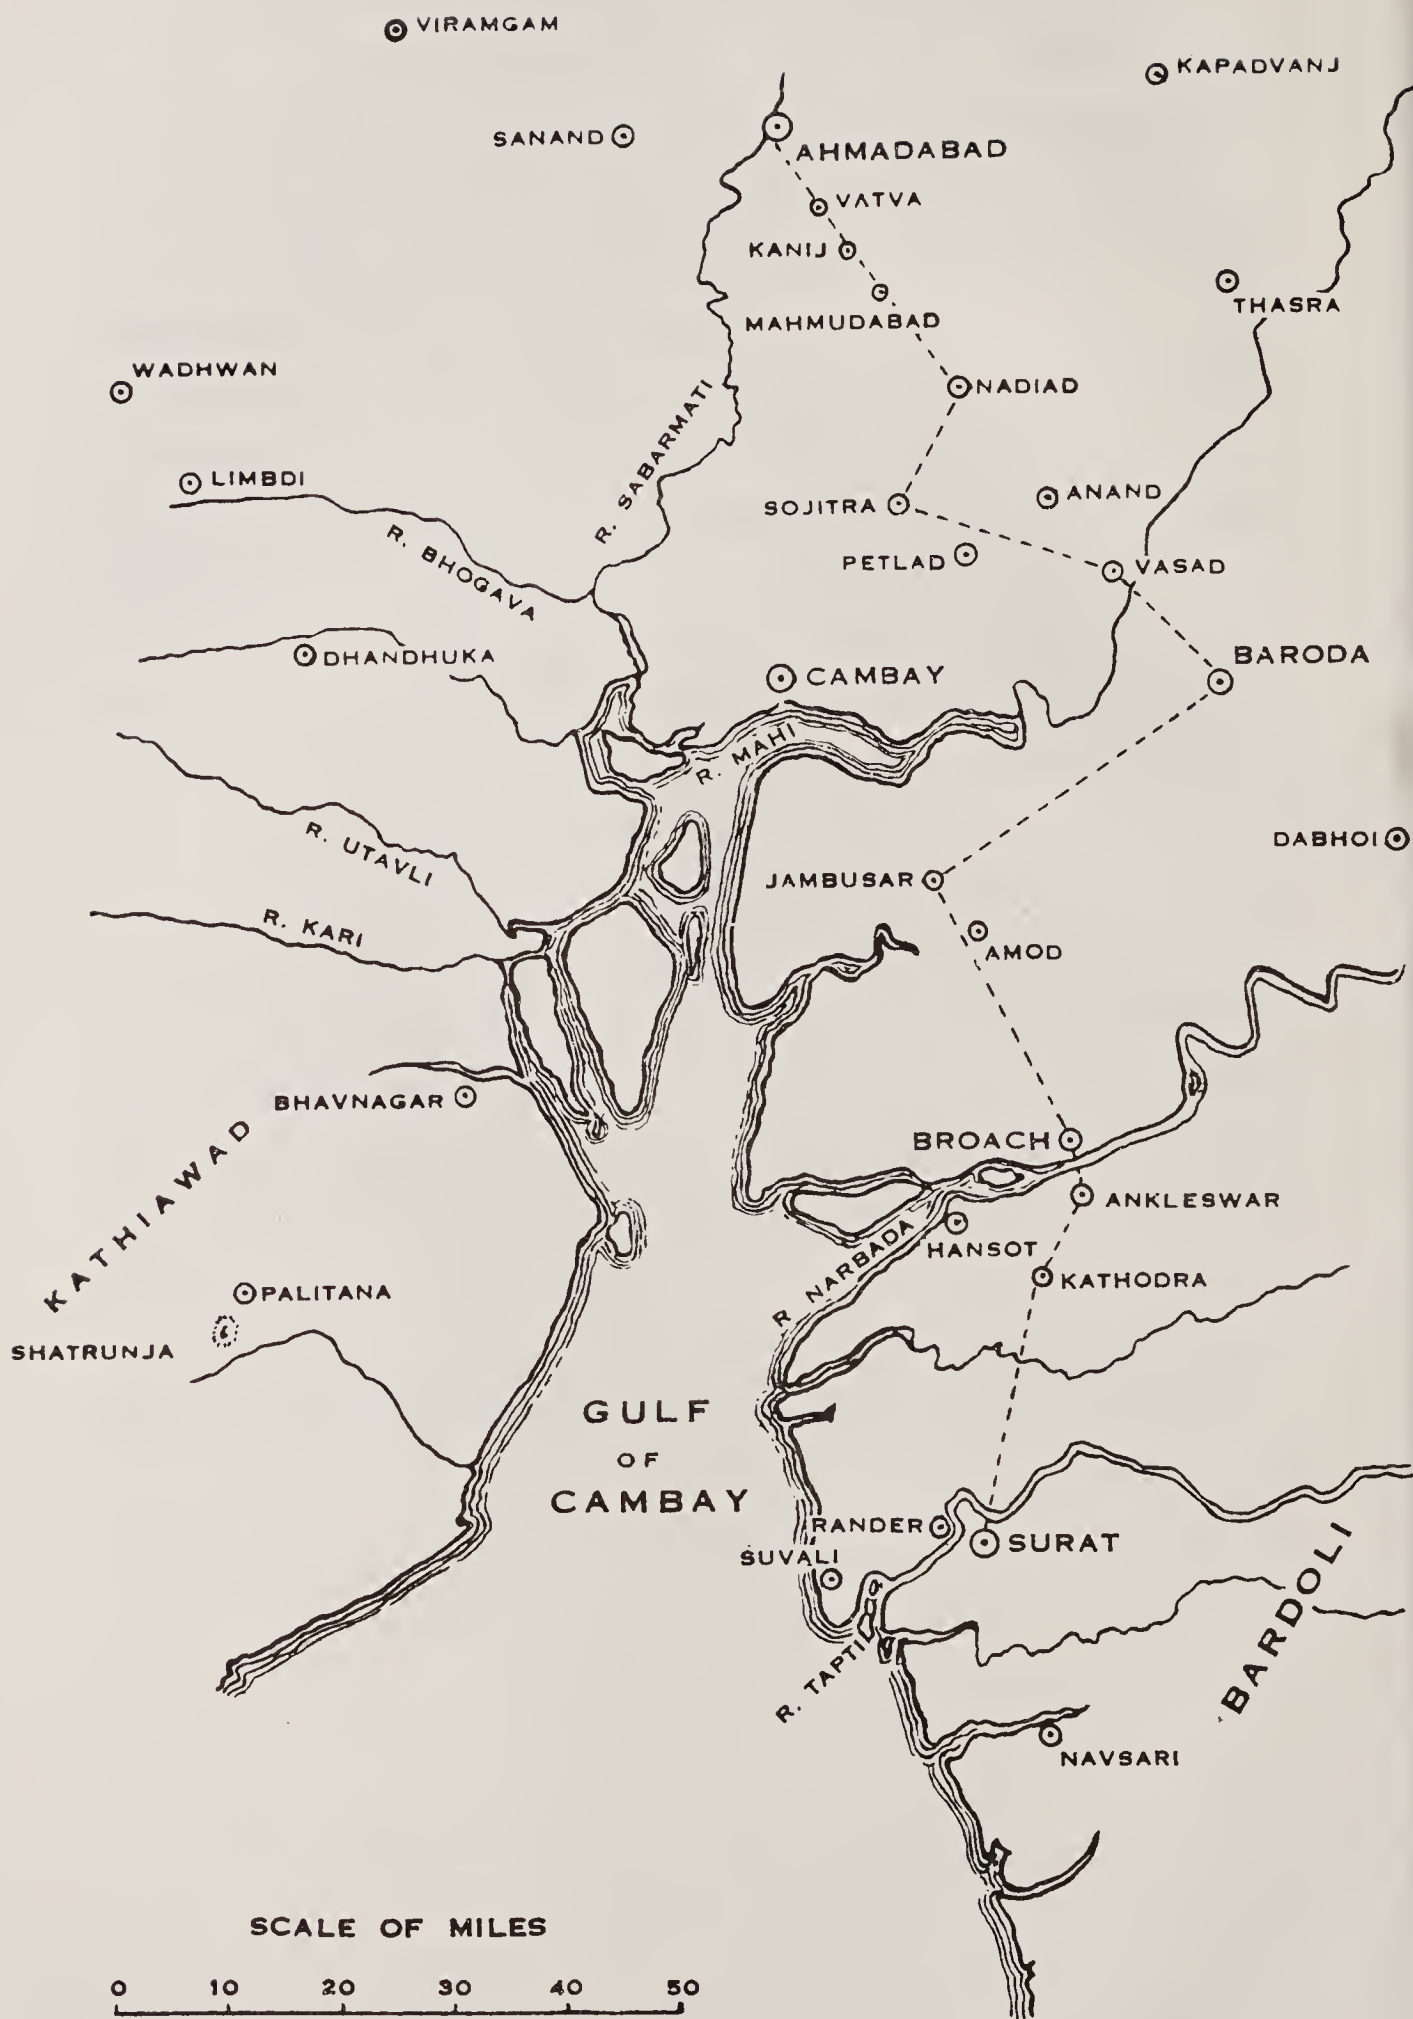 VIRAMGAM
KAPADVANJ
SANAND
AHMADABAD
VATVA
KANIJ
THASRA
MAHMUDABAD
WADHWAN
NADIAD
R. SABARMATI
LIMBDI
ANAND
SOJITRA
R. BHOGAVA
PETLAD
VASAD
DHANDHUKA
BARODA
CAMBAY
R. MAHI
R. UTAVLI
DABHOI
JAMBUSAR
R. KARI
AMOD
BHAVNAGAR
BROACH
KATHIAWAD
ANKLESWAR
HANSOT
R NARBADA
KATHODRA
PALITANA
SHATRUNJA
GULF
OF
CAMBAY
RANDER
SURAT
SUVALI
BARDOLI
R. TAPTI
NAVSARI
SCALE OF MILES
0 10 20 30 40 50